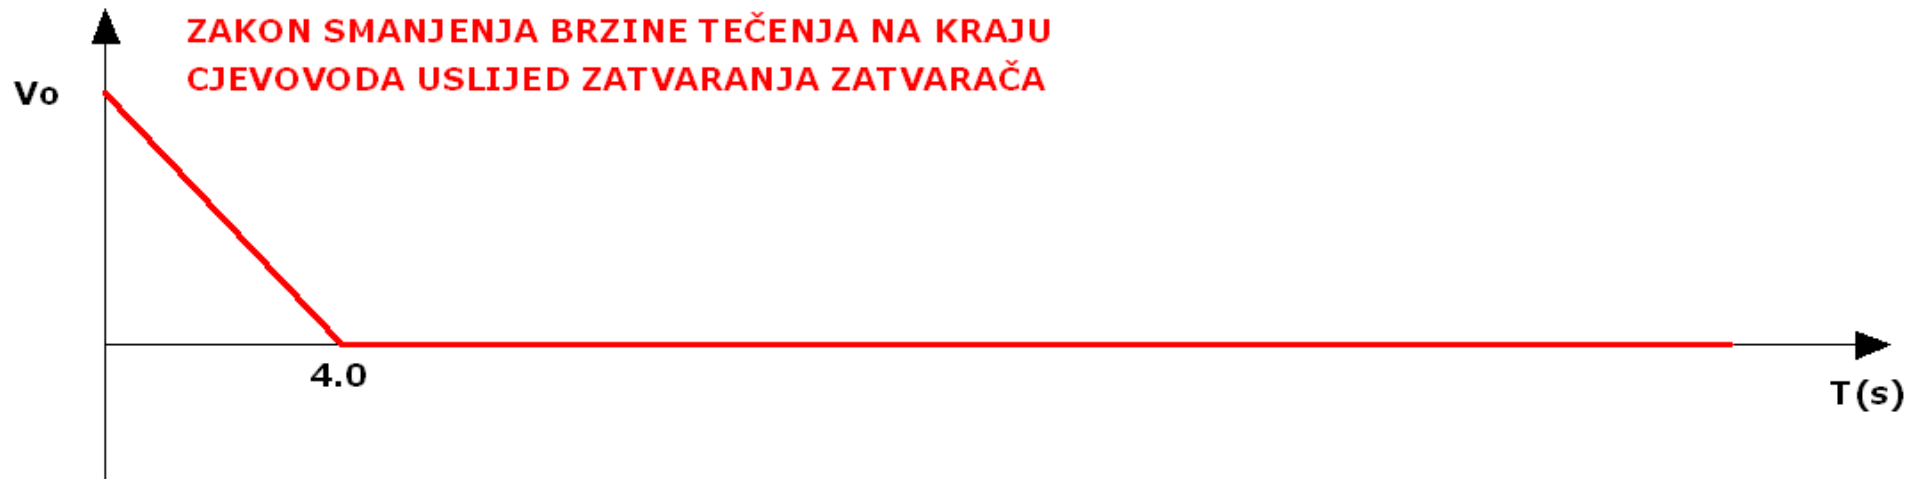 ZAKON SMANJENJA BRZINE TEČENJA NA KRAJU
CJEVOVODA USLIJED ZATVARANJA ZATVARAČA
Vo
4.0
T(s)